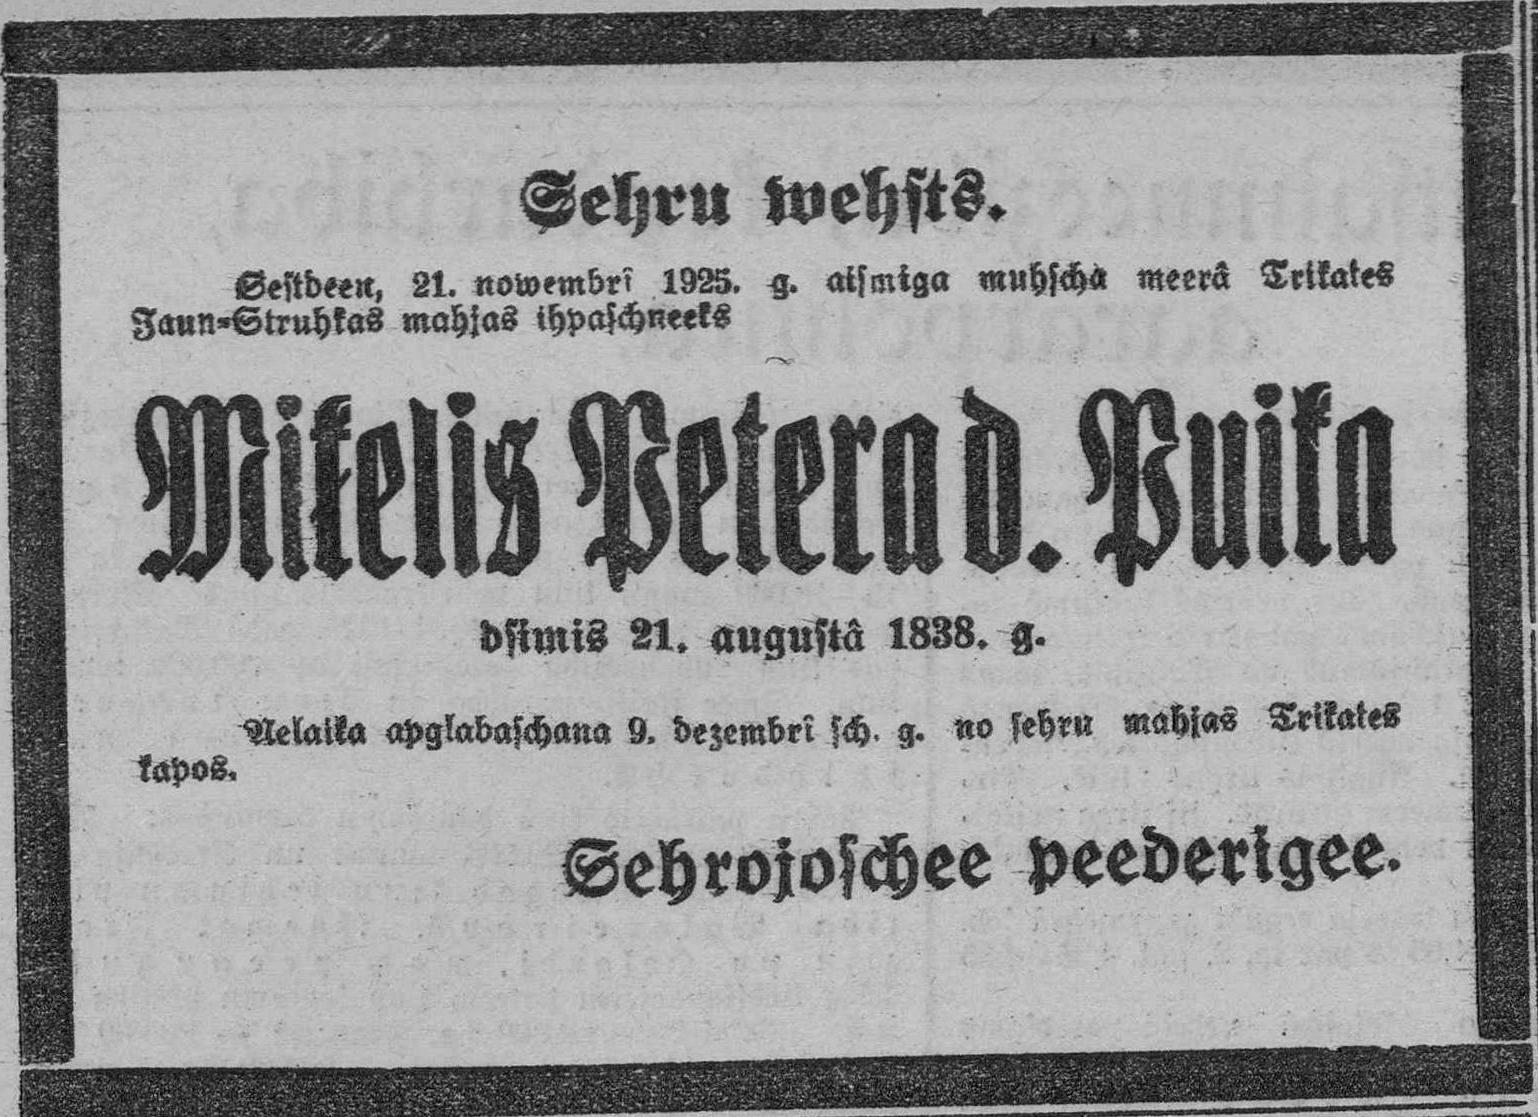 Sehru wehsts.
Sestdeen, 21. nowembrî 1925. g. aismiga muhscha meerâ Trikates
Jaun-Struhkas mahjas ihpaschneeks
Mikelis Petera d. Puika
dsimis 21. augustâ 1838. g.
Nelaika apglabaschana 9. dezembrî sch. g. no sehru mahjas Trikates
kapos.
Sehrojoschee peederigee.